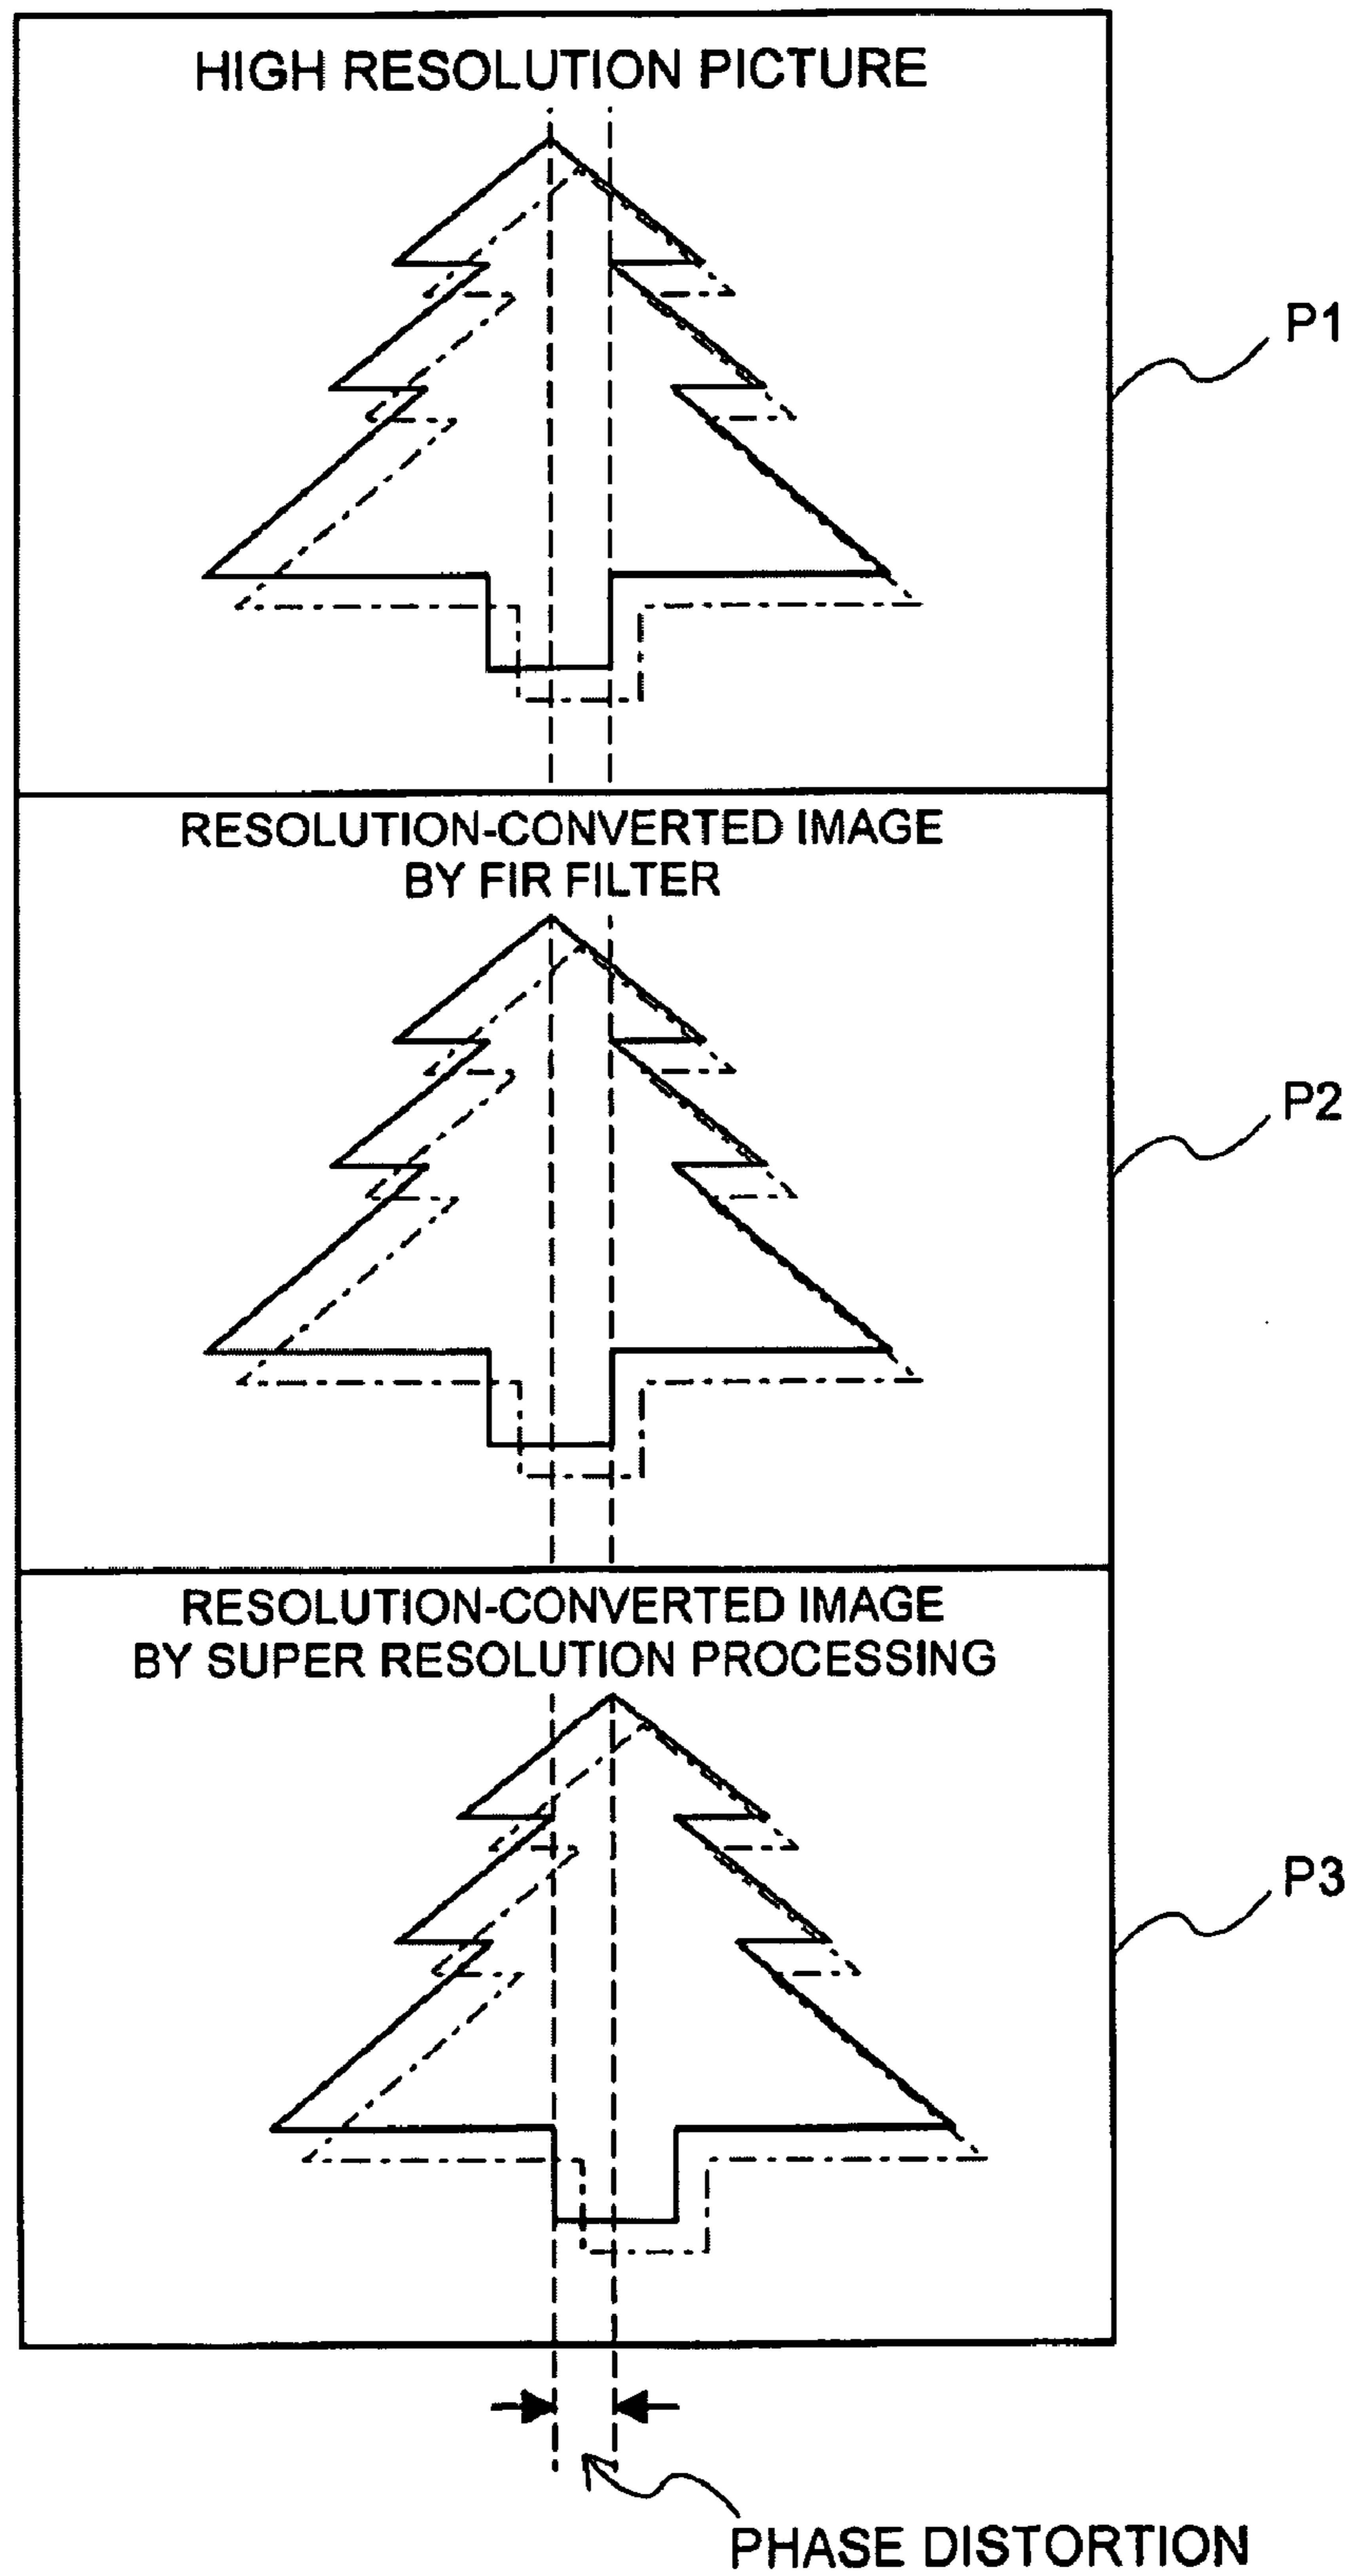 HIGH RESOLUTION PICTURE
P1
RESOLUTION-CONVERTED IMAGE
BY FIR FILTER
P2
RESOLUTION-CONVERTED IMAGE
BY SUPER RESOLUTION PROCESSING
P3
PHASE DISTORTION